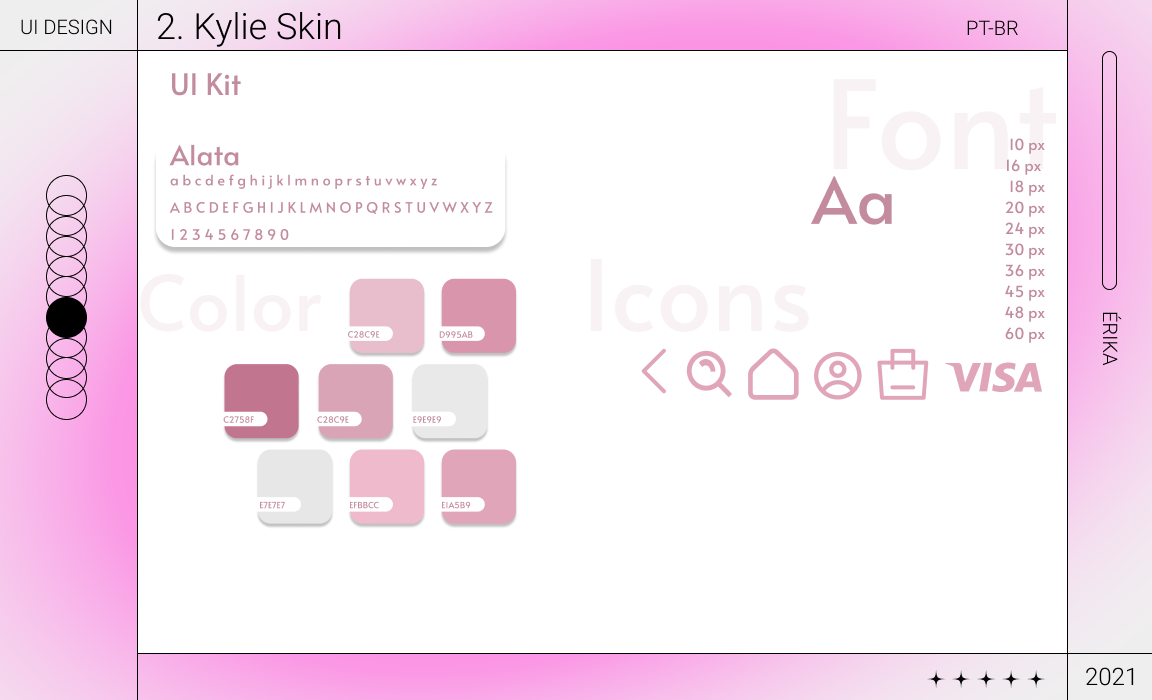 UI DESIGN
2. Kylie Skin
PT-BR
UI Kit
Font
Alata
a b c d e f g h i j k l m n o p r s t u v w x y z
A B C D E F G H I J K L M N O P Q R S T U V W X Y Z
1 2 3 4 5 6 7 8 9 0
Aa
10 px
16 px
18 px
20 px
24 px
30 px
36 px
45 px
48 px
60 px
Color
C28C9E
D995AB
C2758F
C28C9E
E9E9E9
E7E7E7
EFBBCC
E1A5B9
Icons
VISA
ÉRIKA
2021